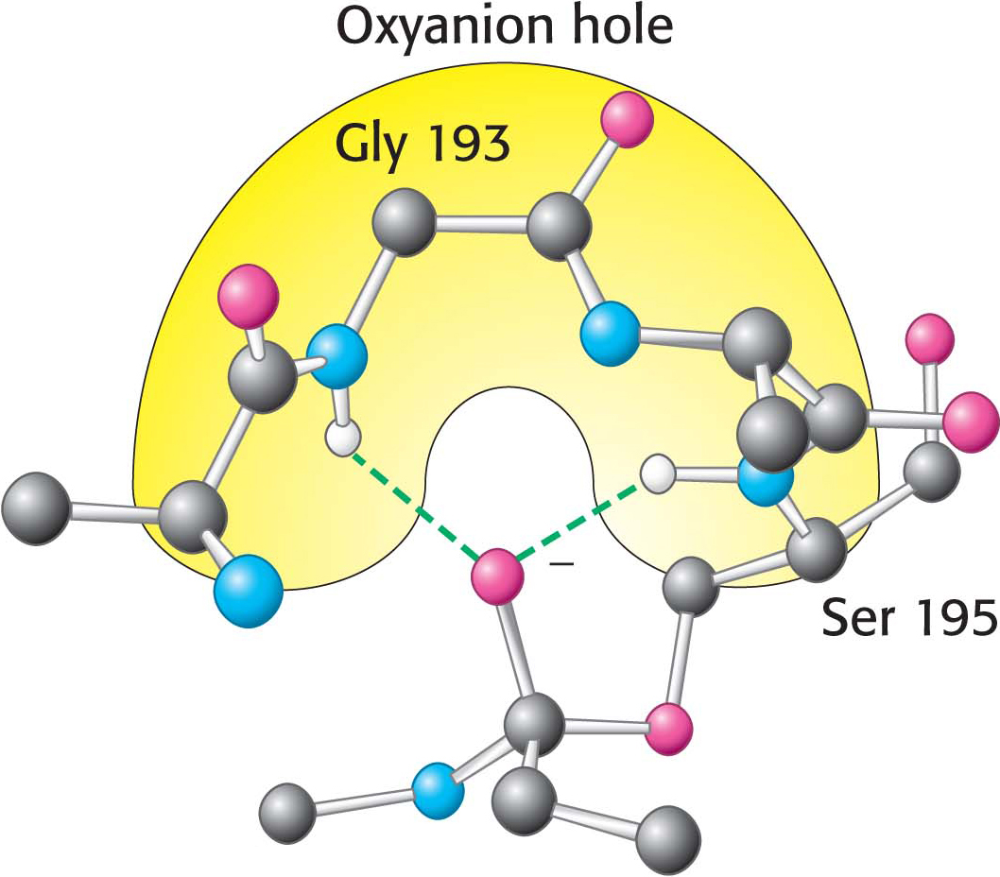 Oxyanion hole
Gly 193
–
Ser 195